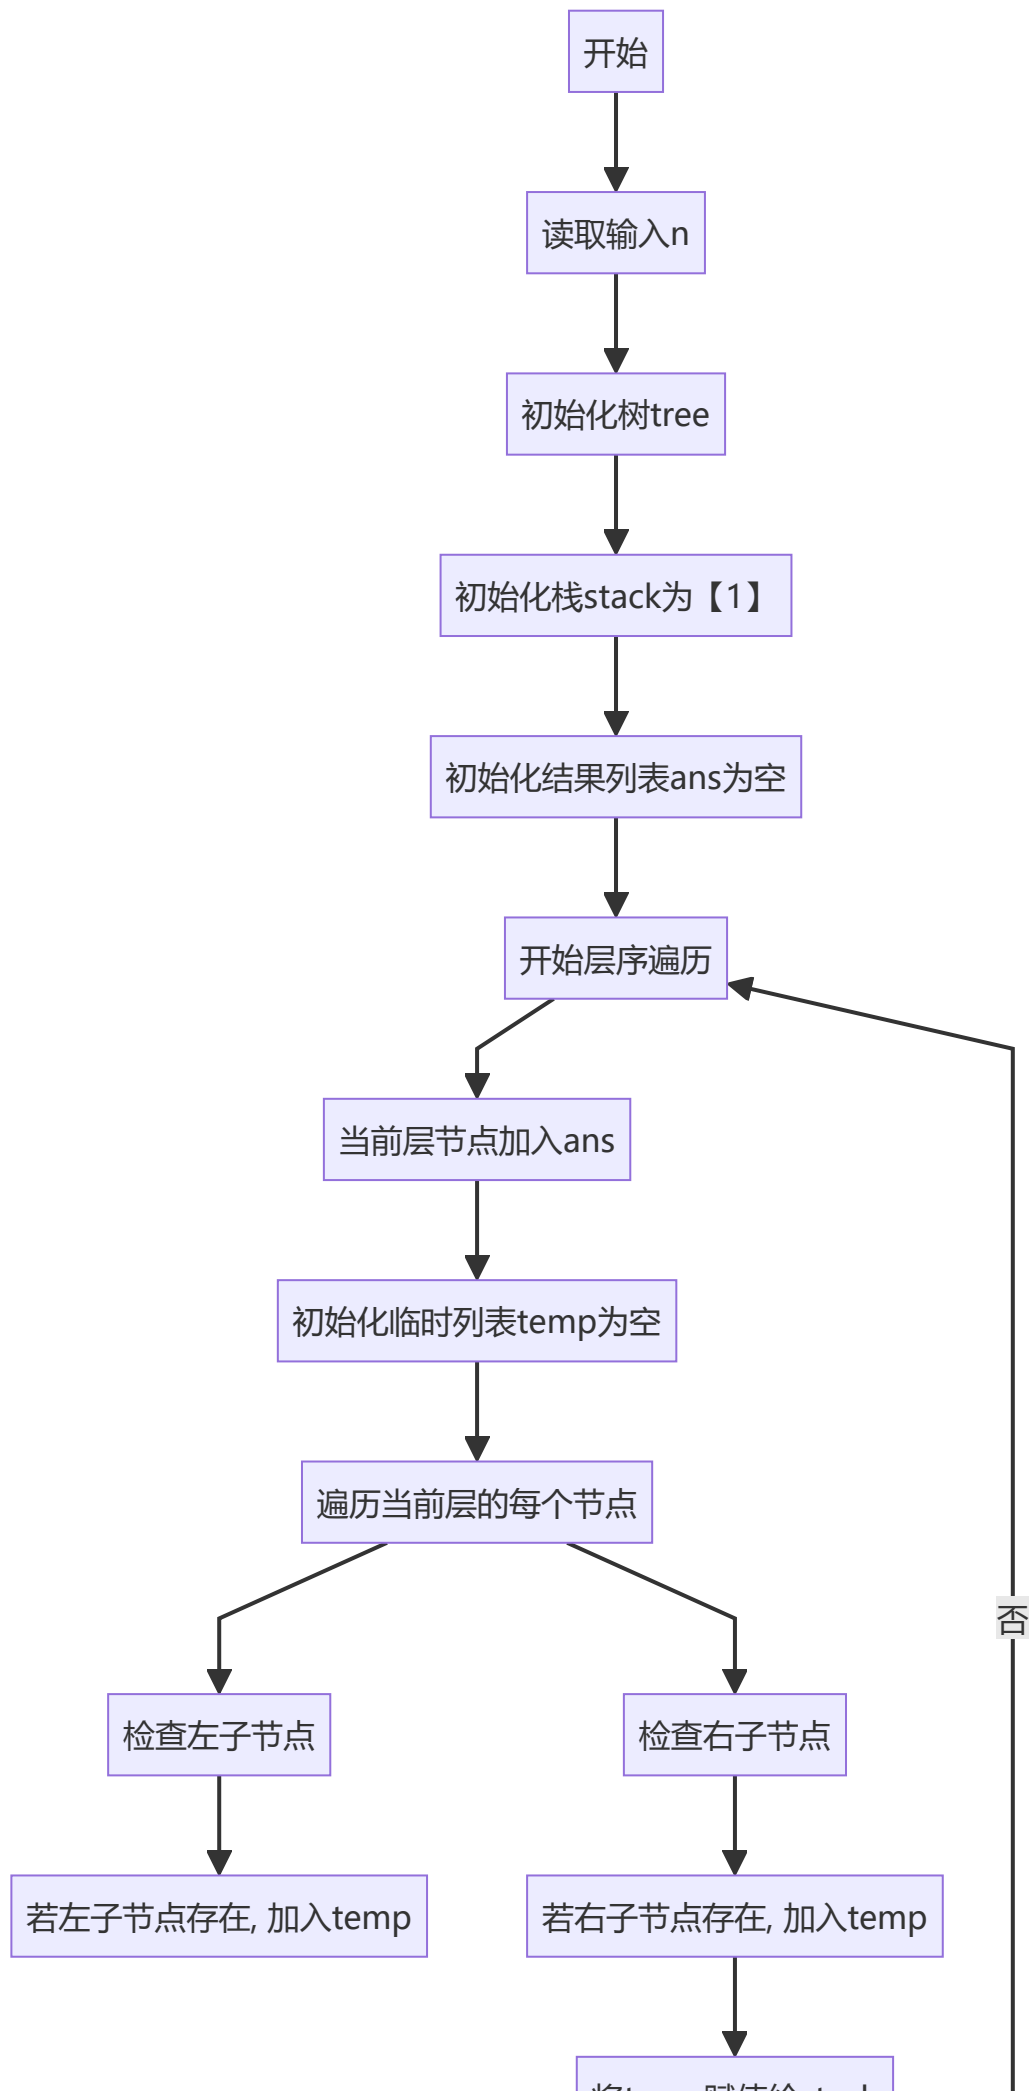 开始
读取输入n
初始化树tree
初始化栈stack为【1】
初始化结果列表ans为空
开始层序遍历
当前层节点加入ans
初始化临时列表temp为空
遍历当前层的每个节点
否
检查左子节点
检查右子节点
若左子节点存在, 加入temp
若右子节点存在, 加入temp